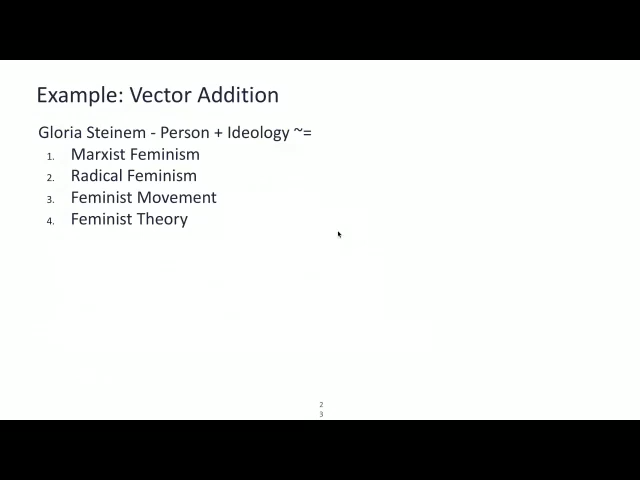 Example: Vector Addition
Gloria Steinem - Person + Ideology ~=
1. Marxist Feminism
2. Radical Feminism
3. Feminist Movement
4. Feminist Theory
2
3